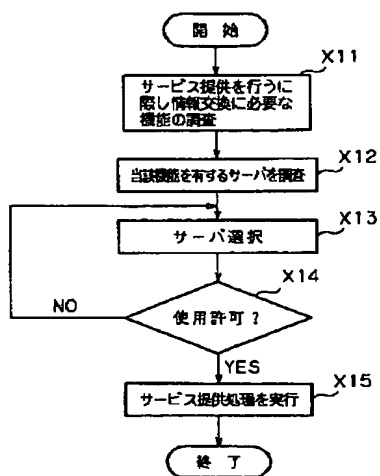 開始
X11
サービス提供を行うに
際し情報交換に必要な
機能の調査
X12
当該機能を有するサーバを調査
X13
サーバ選択
X14
使用許可?
NO
YES
X15
サービス提供処理を実行
終了